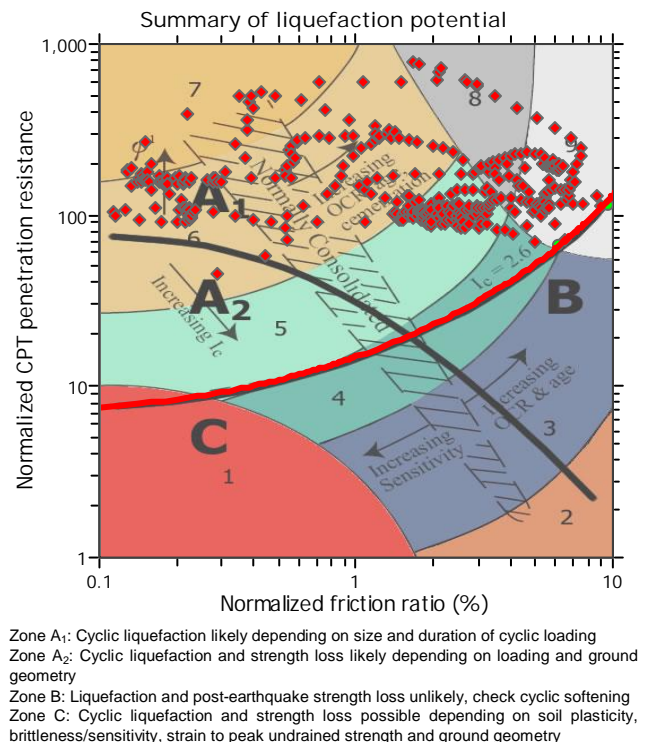 Summary of liquefaction potential
1,000
100
10
1
0.1
1
10
Normalized CPT penetration resistance
Normalized friction ratio (%)
7
8
9
A1
6
A2
5
4
B
C
1
3
2
Normally Consolidated
Increasing
OCR & age
cementation
Increasing Ic
Ic = 2.6
Increasing
OCR & age
Increasing
Sensitivity
Zone A1: Cyclic liquefaction likely depending on size and duration of cyclic loading
Zone A2: Cyclic liquefaction and strength loss likely depending on loading and ground
geometry
Zone B: Liquefaction and post-earthquake strength loss unlikely, check cyclic softening
Zone C: Cyclic liquefaction and strength loss possible depending on soil plasticity,
brittleness/sensitivity, strain to peak undrained strength and ground geometry